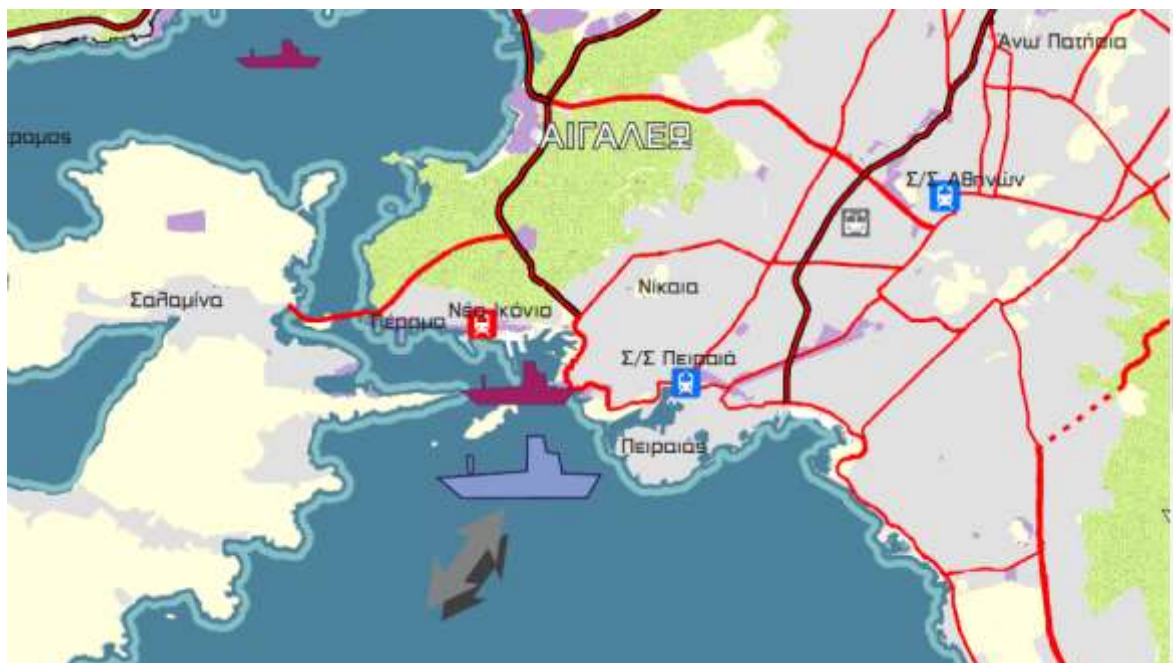 Άνω Πατήσια
ΑΙΓΑΛΕΩ
Σ/Σ Αθηνών
Νίκαια
Σαλαμίνα
Νέο Ικόνιο
Πέραμα
Σ/Σ Πειραιά
Πειραιάς